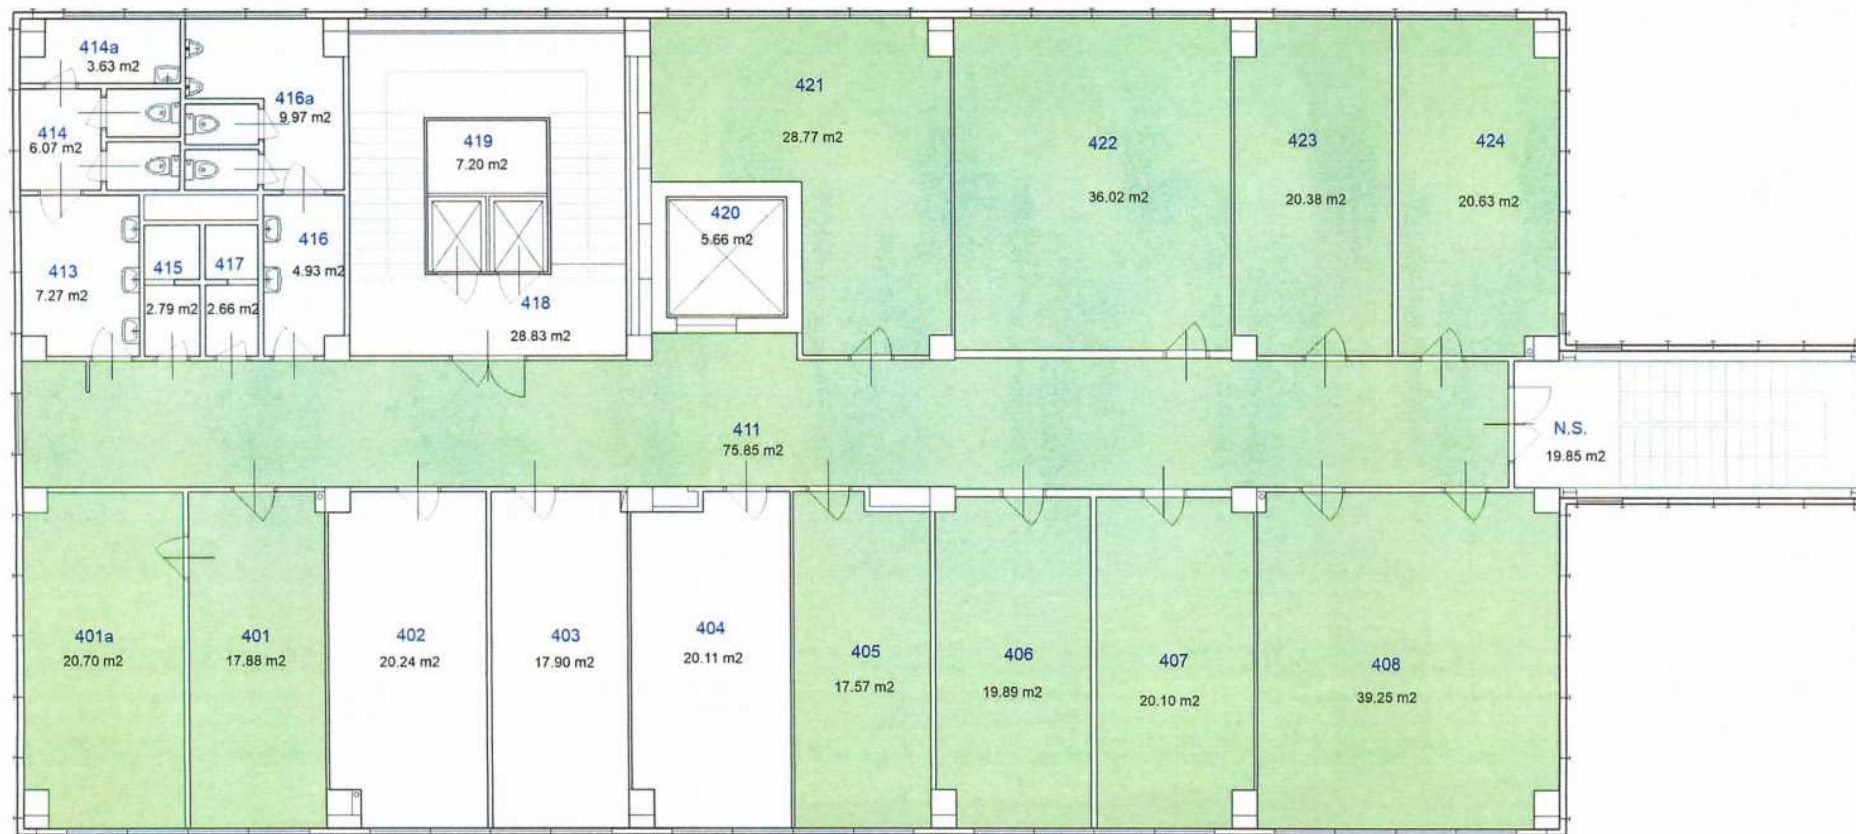 414a
3.63 m2
416a
9.97 m2
414
6.07 m2
413
7.27 m2
415
2.79 m2
417
2.66 m2
416
4.93 m2
419
7.20 m2
418
28.83 m2
420
5.66 m2
421
28.77 m2
422
36.02 m2
423
20.38 m2
424
20.63 m2
411
75.85 m2
N.S.
19.85 m2
401a
20.70 m2
401
17.88 m2
402
20.24 m2
403
17.90 m2
404
20.11 m2
405
17.57 m2
406
19.89 m2
407
20.10 m2
408
39.25 m2